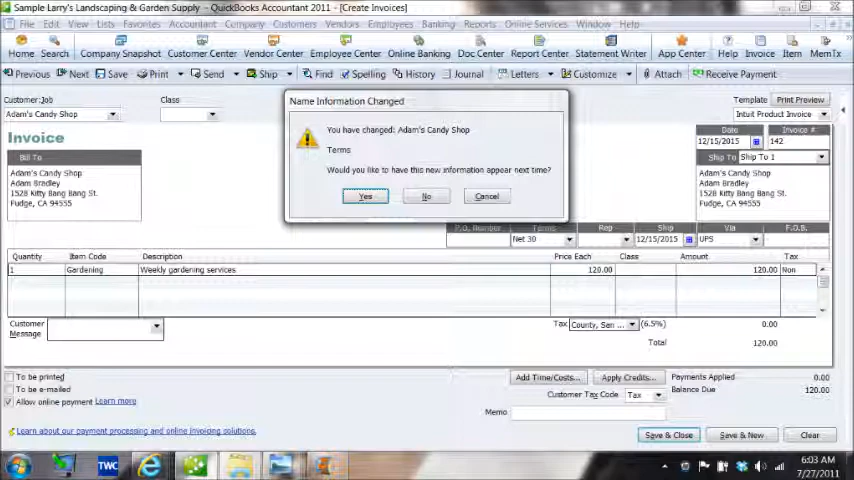 Sample Larry's Landscaping & Garden Supply - QuickBooks Accountant 2011 - [Create Invoices]
File Edit View Lists Favorites Accountant Company Customers Vendors Employees Banking Reports Online Services Window Help
Home Search Company Snapshot Customer Center Vendor Center Employee Center Online Banking Doc Center Report Center Statement Writer App Center Help Invoice Item MemTx
Previous Next Save Print Send Ship Find Spelling History Journal Letters Customize Attach Receive Payment
Customer:Job Class Template Print Preview
Adam's Candy Shop Intuit Product Invoice
Name Information Changed
You have changed: Adam's Candy Shop
Terms
Would you like to have this new information appear next time?
Yes No Cancel
Invoice
Date Invoice #
12/15/2015 142
Bill To
Ship To Ship To 1
Adam's Candy Shop
Adam Bradley
1528 Kitty Bang Bang St.
Fudge, CA 94555
Adam's Candy Shop
Adam Bradley
1528 Kitty Bang Bang St.
Fudge, CA 94555
P.O. Number Terms Rep Ship Via F.O.B.
Net 30 12/15/2015 UPS
Quantity Item Code Description Price Each Class Amount Tax
1 Gardening Weekly gardening services 120.00 120.00 Non
Customer Message
Tax County, San ... (6.5%) 0.00
Total 120.00
To be printed
To be e-mailed
Allow online payment Learn more
Add Time/Costs... Apply Credits... Payments Applied 0.00
Balance Due 120.00
Customer Tax Code Tax
Memo
Learn about our payment processing and online invoicing solutions.
Save & Close Save & New Clear
TWC
6:03 AM
7/27/2011